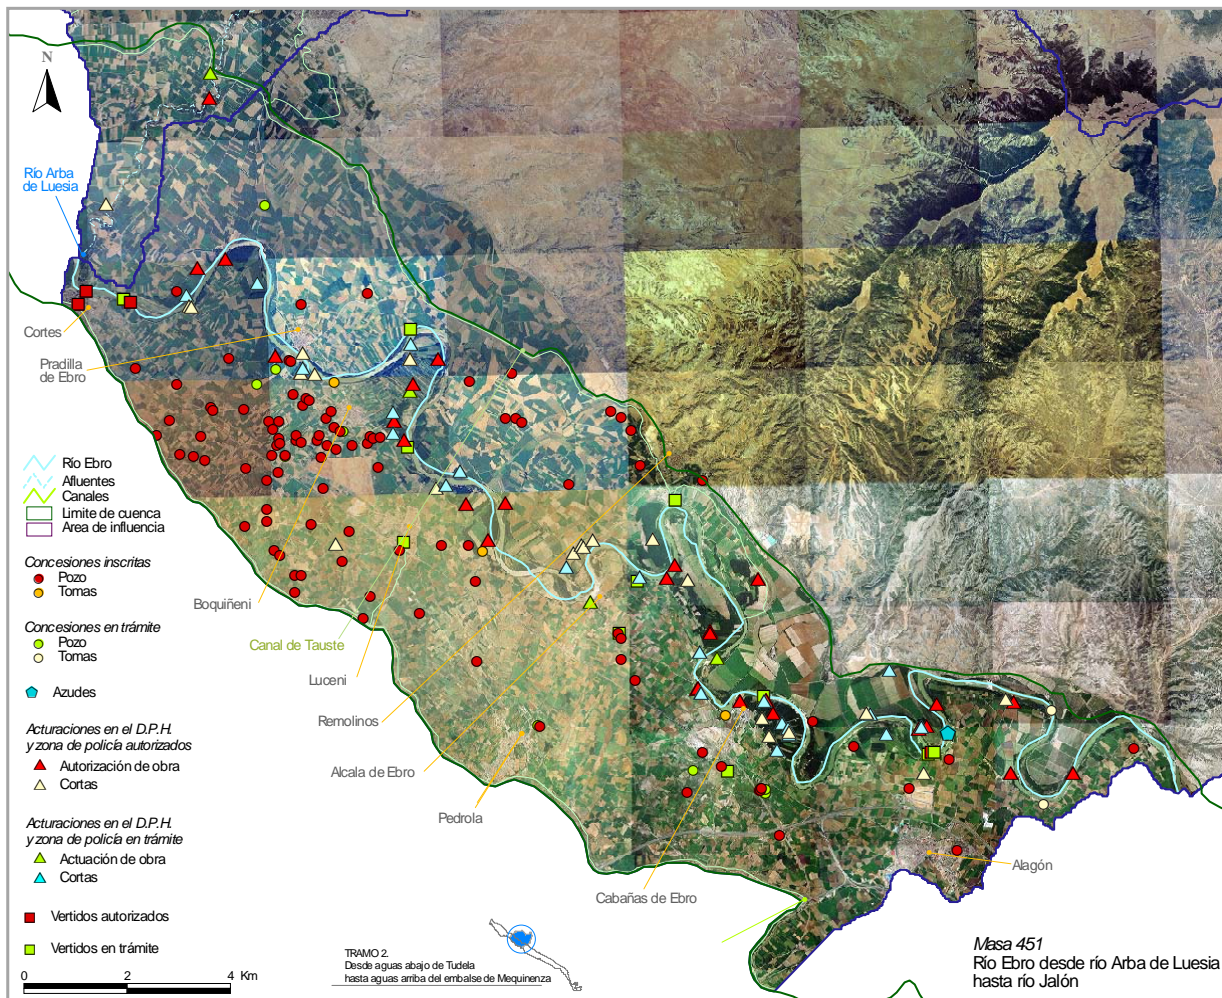 N
Río Arba
de Luesia
Cortes
Pradilla
de Ebro
Río Ebro
Afluentes
Canales
Limite de cuenca
Area de influencia
Concesiones inscritas
Pozo
Tomas
Concesiones en trámite
Pozo
Tomas
Azudes
Acturaciones en el D.P.H.
y zona de policía autorizados
Autorización de obra
Cortas
Acturaciones en el D.P.H.
y zona de policía en trámite
Actuación de obra
Cortas
Vertidos autorizados
Vertidos en trámite
0 2 4 Km
Boquiñeni
Canal de Tauste
Luceni
Remolinos
Alcala de Ebro
Pedrola
Cabañas de Ebro
Alagón
TRAMO 2.
Desde aguas abajo de Tudela
hasta aguas arriba del embalse de Mequinenza
Masa 451
Río Ebro desde río Arba de Luesia
hasta río Jalón